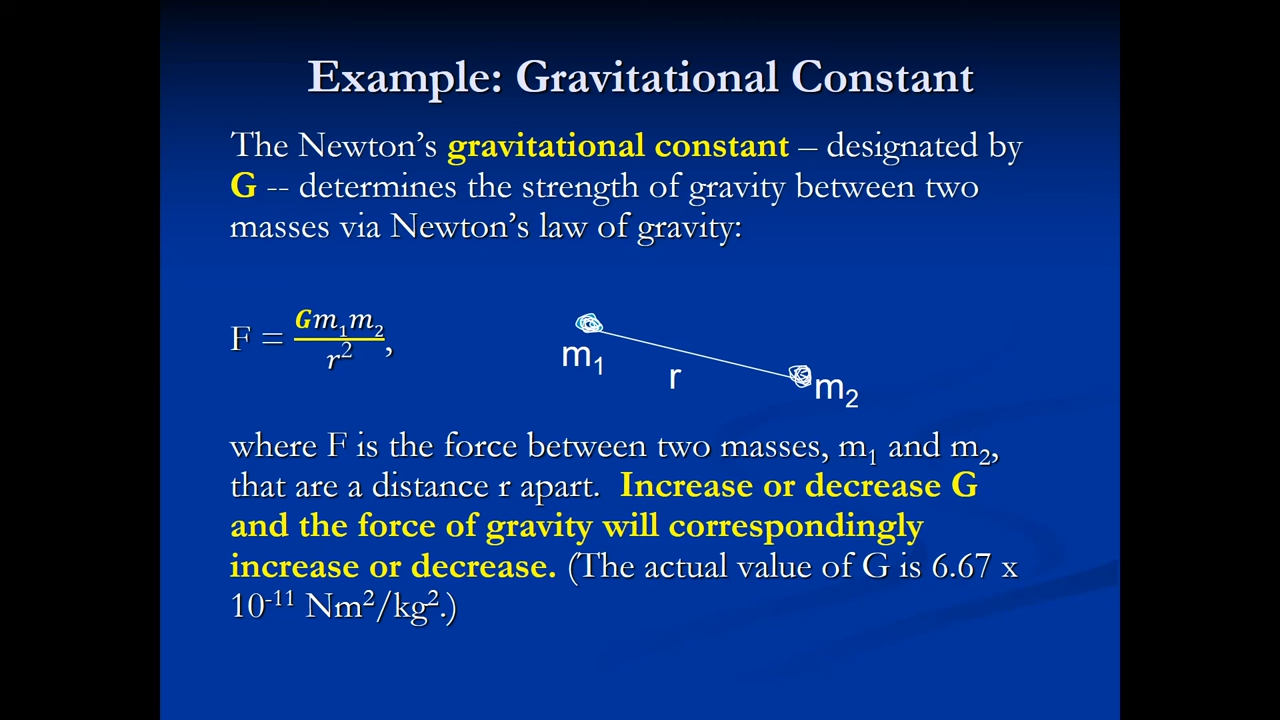 Example: Gravitational Constant
The Newton’s gravitational constant – designated by
G -- determines the strength of gravity between two
masses via Newton’s law of gravity:
F = Gm₁m₂/r²,
m₁
r
m₂
where F is the force between two masses, m₁ and m₂,
that are a distance r apart. Increase or decrease G
and the force of gravity will correspondingly
increase or decrease. (The actual value of G is 6.67 x
10⁻¹¹ Nm²/kg².)